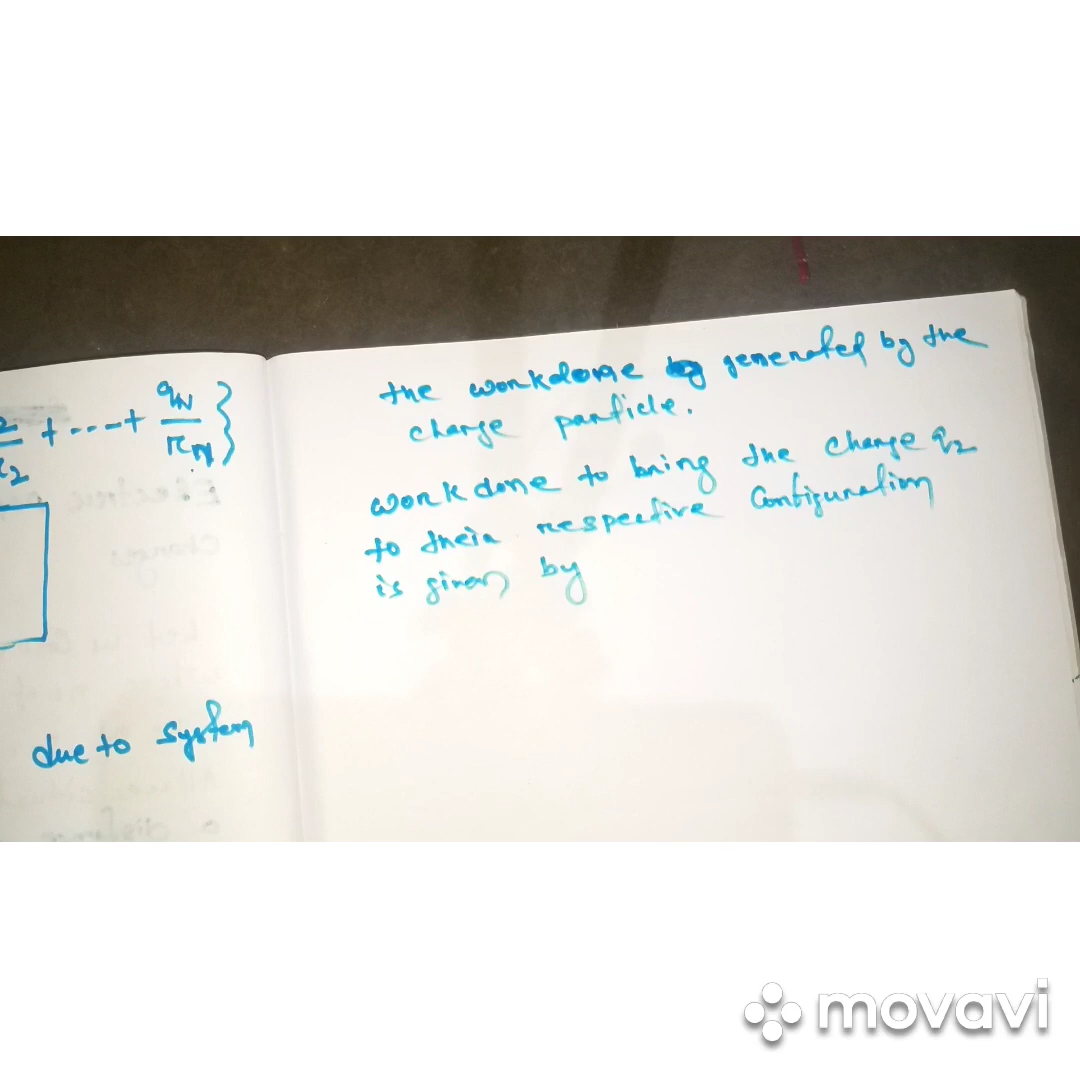 + ---- + qN/rN }
due to system
the workdone generated by the
charge particle.
work done to bring the charge q2
to their respective Configuration
is given by
movavi